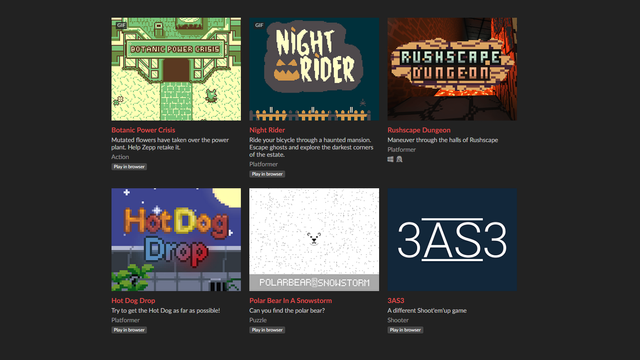 GIF
BOTANIC POWER CRISIS
GIF
NiGHT
RiDER
RUSHSCAPE
DUNGEON
Botanic Power Crisis
Mutated flowers have taken over the power
plant. Help Zepp retake it.
Action
Play in browser
Night Rider
Ride your bicycle through a haunted mansion.
Escape ghosts and explore the darkest corners
of the estate.
Platformer
Play in browser
Rushscape Dungeon
Maneuver through the halls of Rushscape
Platformer
Hot Dog
Drop
POLARBEAR SNOWSTORM
3AS3
Hot Dog Drop
Try to get the Hot Dog as far as possible!
Platformer
Play in browser
Polar Bear In A Snowstorm
Can you find the polar bear?
Puzzle
Play in browser
3AS3
A different Shoot'em'up game
Shooter
Play in browser